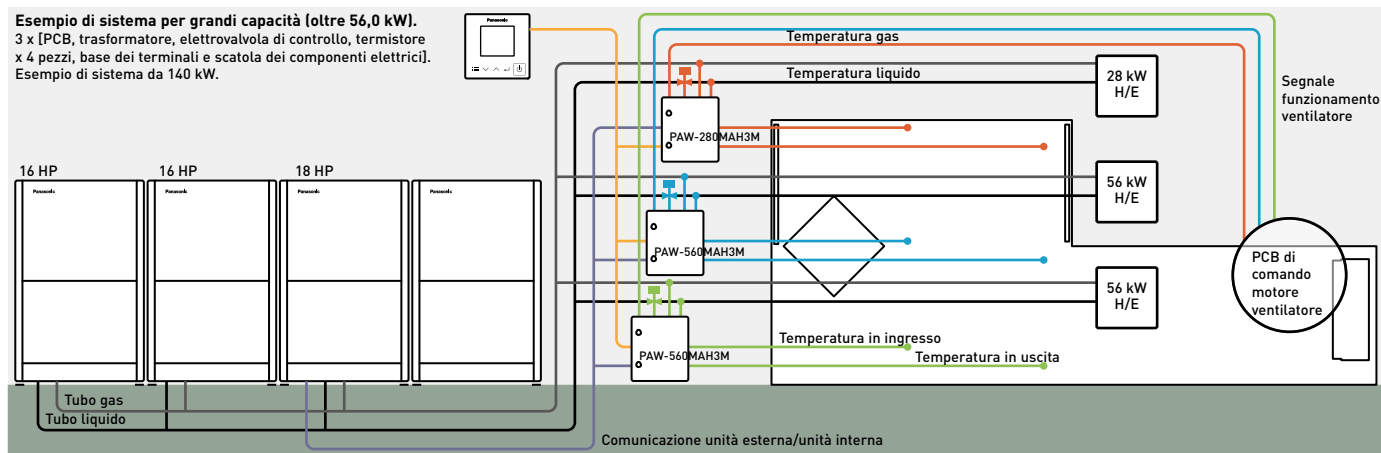 Esempio di sistema per grandi capacità (oltre 56,0 kW).
3 x [PCB, trasformatore, elettrovalvola di controllo, termistore
x 4 pezzi, base dei terminali e scatola dei componenti elettrici].
Esempio di sistema da 140 kW.
Panasonic
Temperatura gas
Temperatura liquido
28 kW
H/E
Segnale
funzionamento
ventilatore
PAW-280MAH3M
16 HP
16 HP
18 HP
Panasonic
Panasonic
Panasonic
Panasonic
56 kW
H/E
PAW-560MAH3M
PCB di
comando
motore
ventilatore
56 kW
H/E
PAW-560MAH3M
Temperatura in ingresso
Temperatura in uscita
Tubo gas
Tubo liquido
Comunicazione unità esterna/unità interna